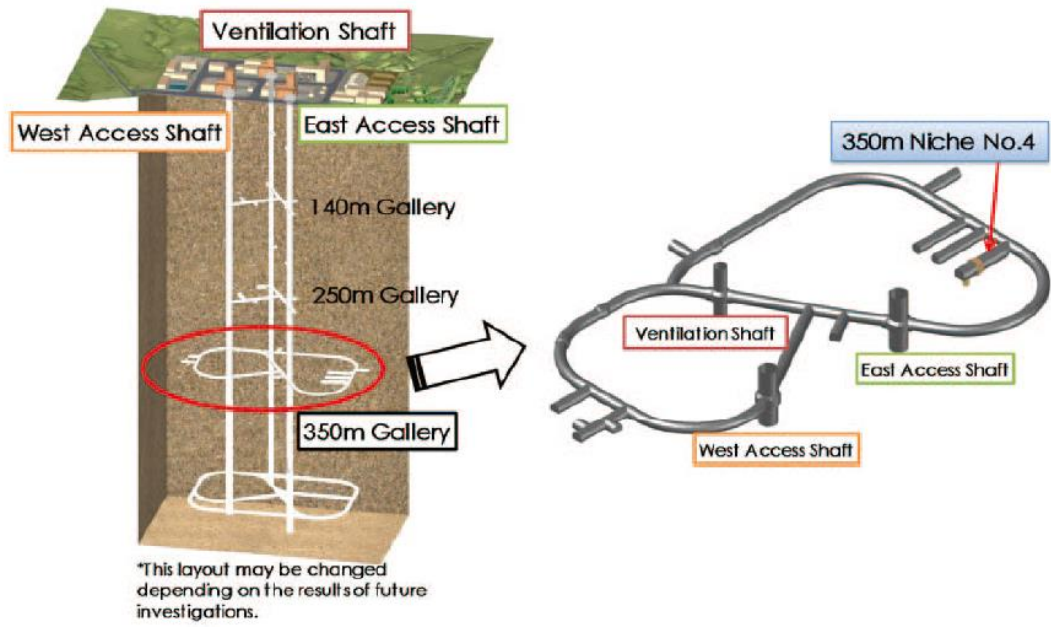 Ventilation Shaft
West Access Shaft
East Access Shaft
140m Gallery
250m Gallery
350m Gallery
*This layout may be changed
depending on the results of future
investigations.
350m Niche No.4
Ventilation Shaft
East Access Shaft
West Access Shaft